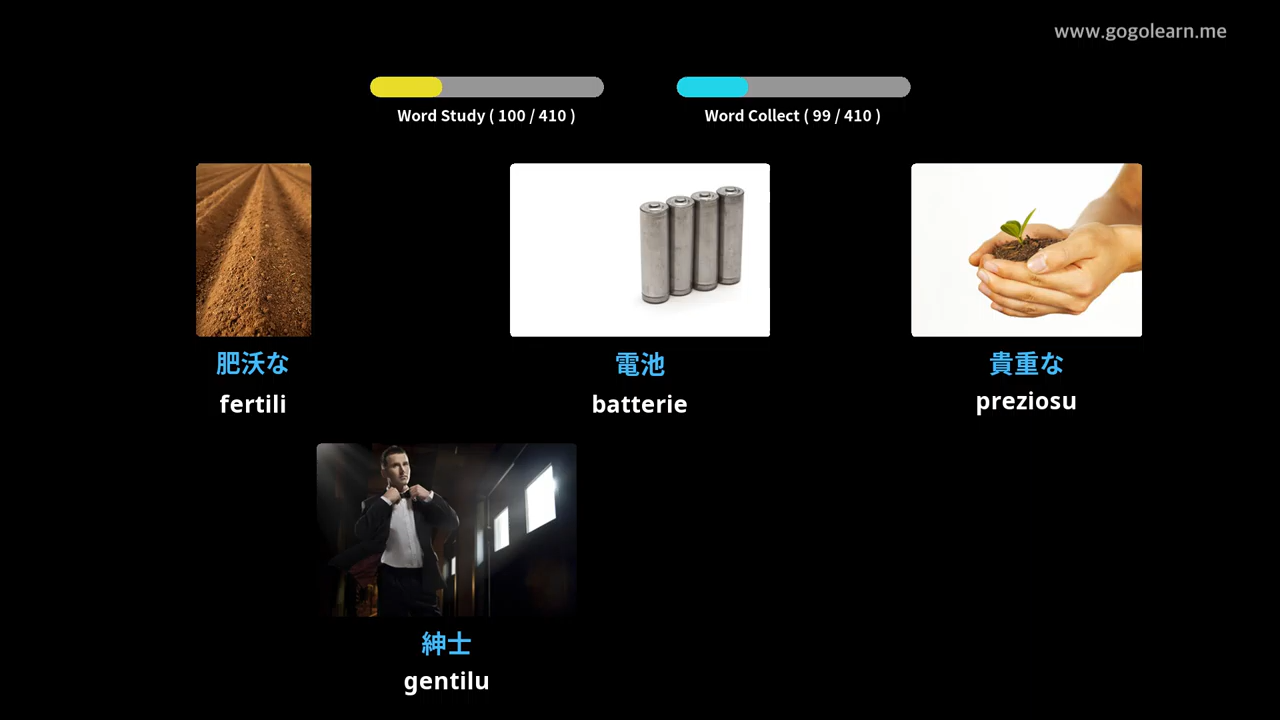 www.gogolearn.me
Word Study ( 100 / 410 )
Word Collect ( 99 / 410 )
肥沃な
fertili
電池
batterie
貴重な
preziosu
紳士
gentilu